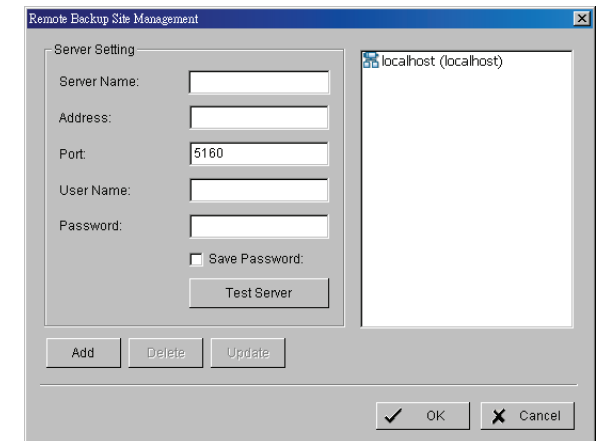 Remote Backup Site Management
Server Setting
Server Name:
Address:
Port: 5160
User Name:
Password:
Save Password:
Test Server
localhost (localhost)
Add Delete Update
OK Cancel